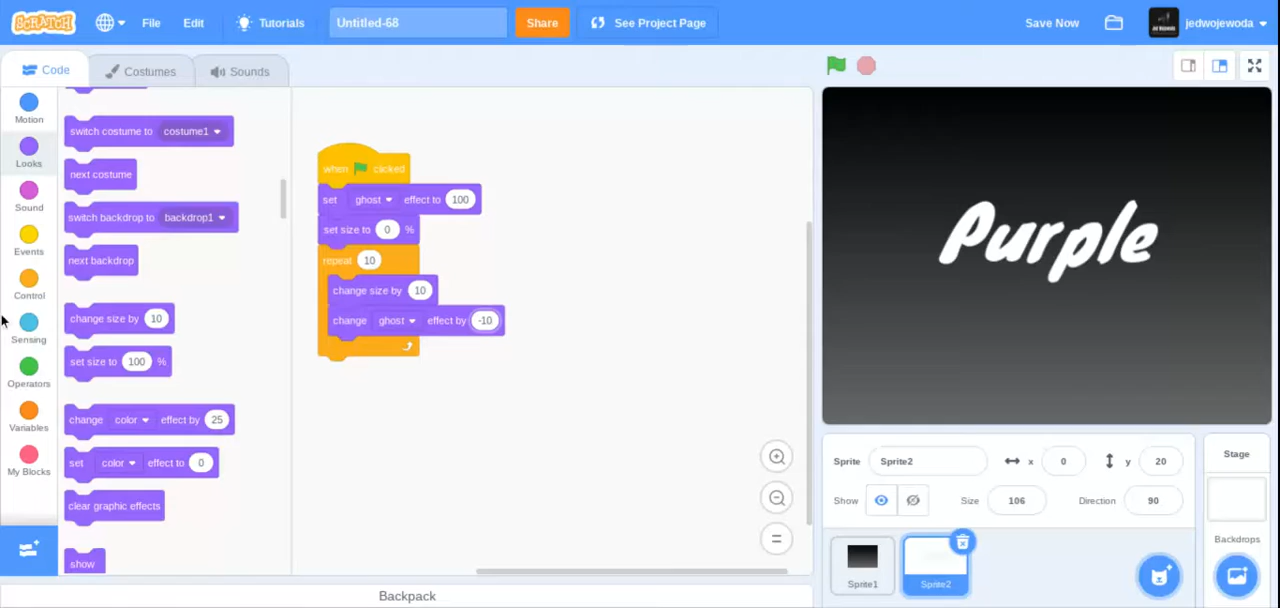 SCRATCH File Edit Tutorials Untitled-68 Share See Project Page Save Now jedwojewoda
Code Costumes Sounds
Motion
Looks
Sound
Events
Control
Sensing
Operators
Variables
My Blocks
switch costume to costume1
next costume
switch backdrop to backdrop1
next backdrop
change size by 10
set size to 100 %
change color effect by 25
set color effect to 0
clear graphic effects
show
when clicked
set ghost effect to 100
set size to 0 %
repeat 10
change size by 10
change ghost effect by -10
Purple
Sprite Sprite2 x 0 y 20
Show Size 106 Direction 90
Sprite1
Sprite2
Stage
Backdrops
Backpack